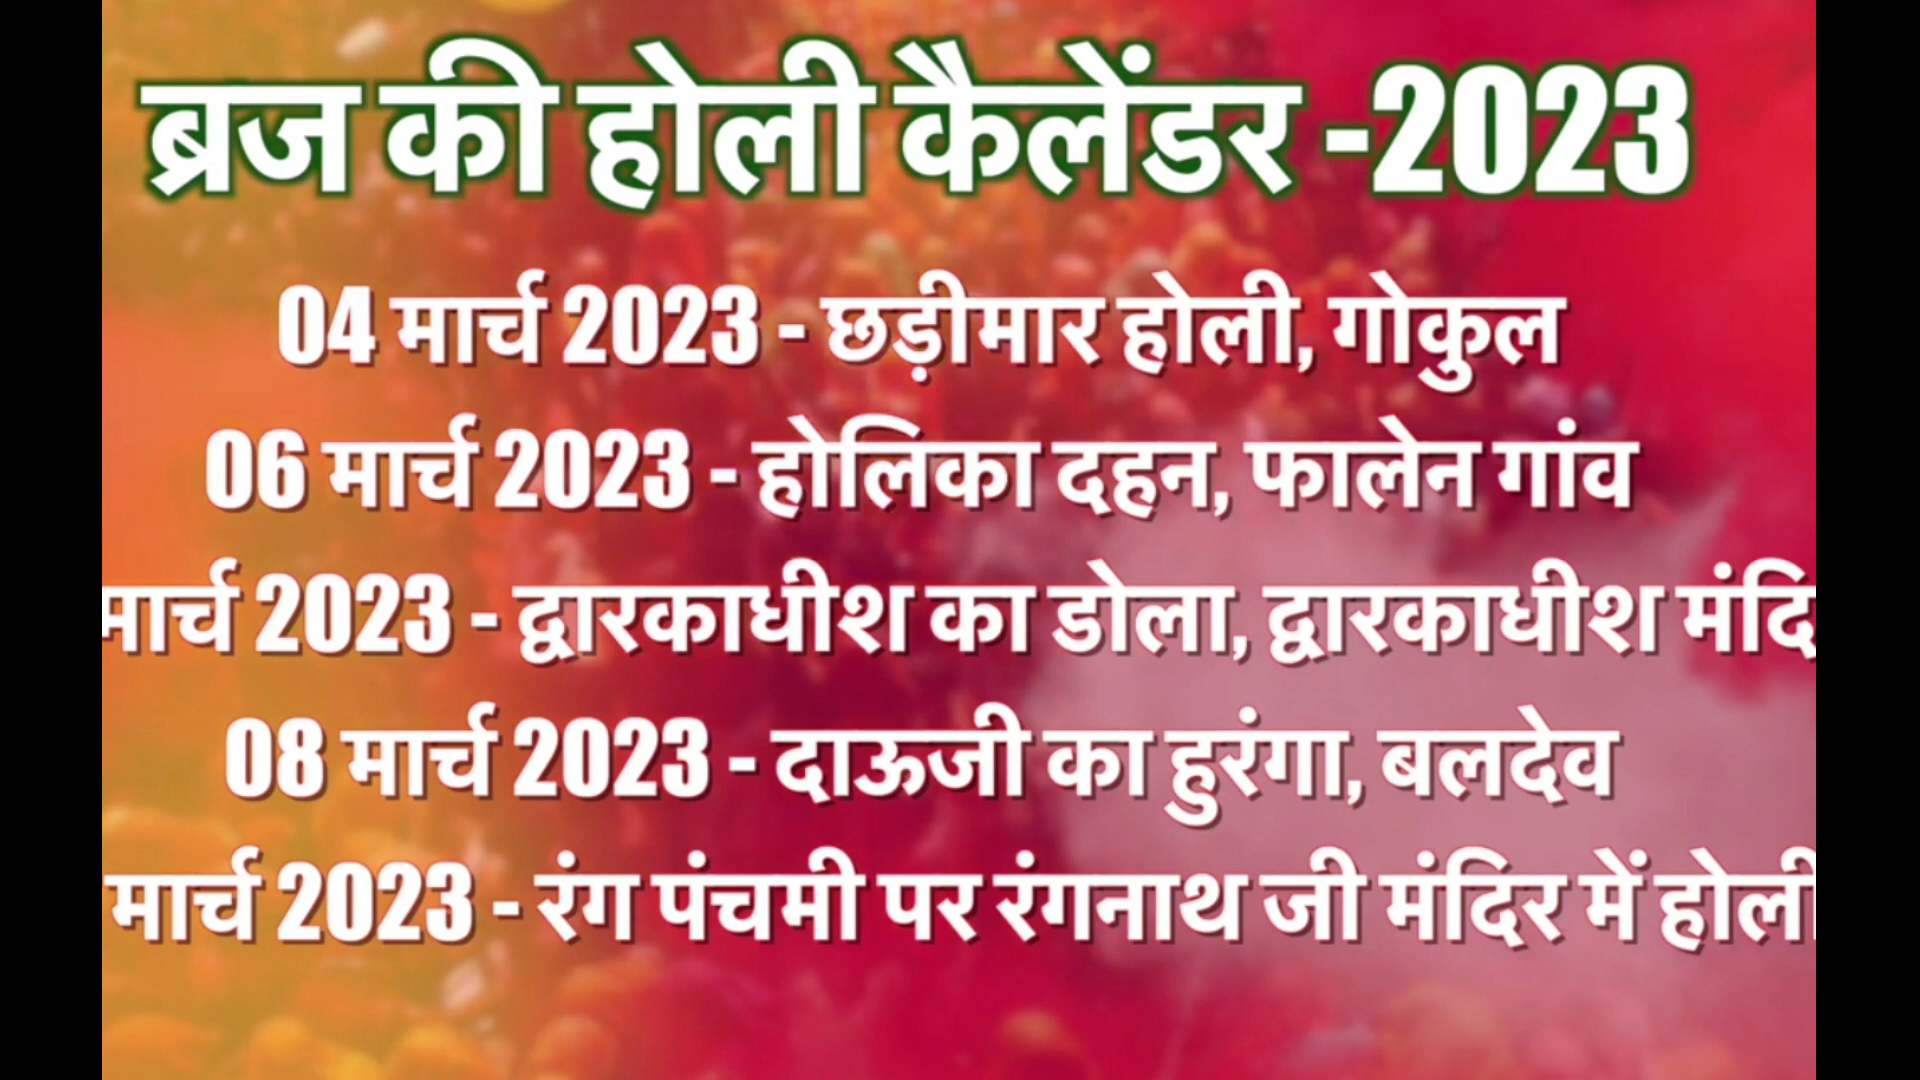 ब्रज की होली कैलेंडर -2023
04 मार्च 2023 - छड़ीमार होली, गोकुल
06 मार्च 2023 - होलिका दहन, फालेन गांव
मार्च 2023 - द्वारकाधीश का डोला, द्वारकाधीश मंदि
08 मार्च 2023 - दाऊजी का हुरंगा, बलदेव
मार्च 2023 - रंग पंचमी पर रंगनाथ जी मंदिर में होली